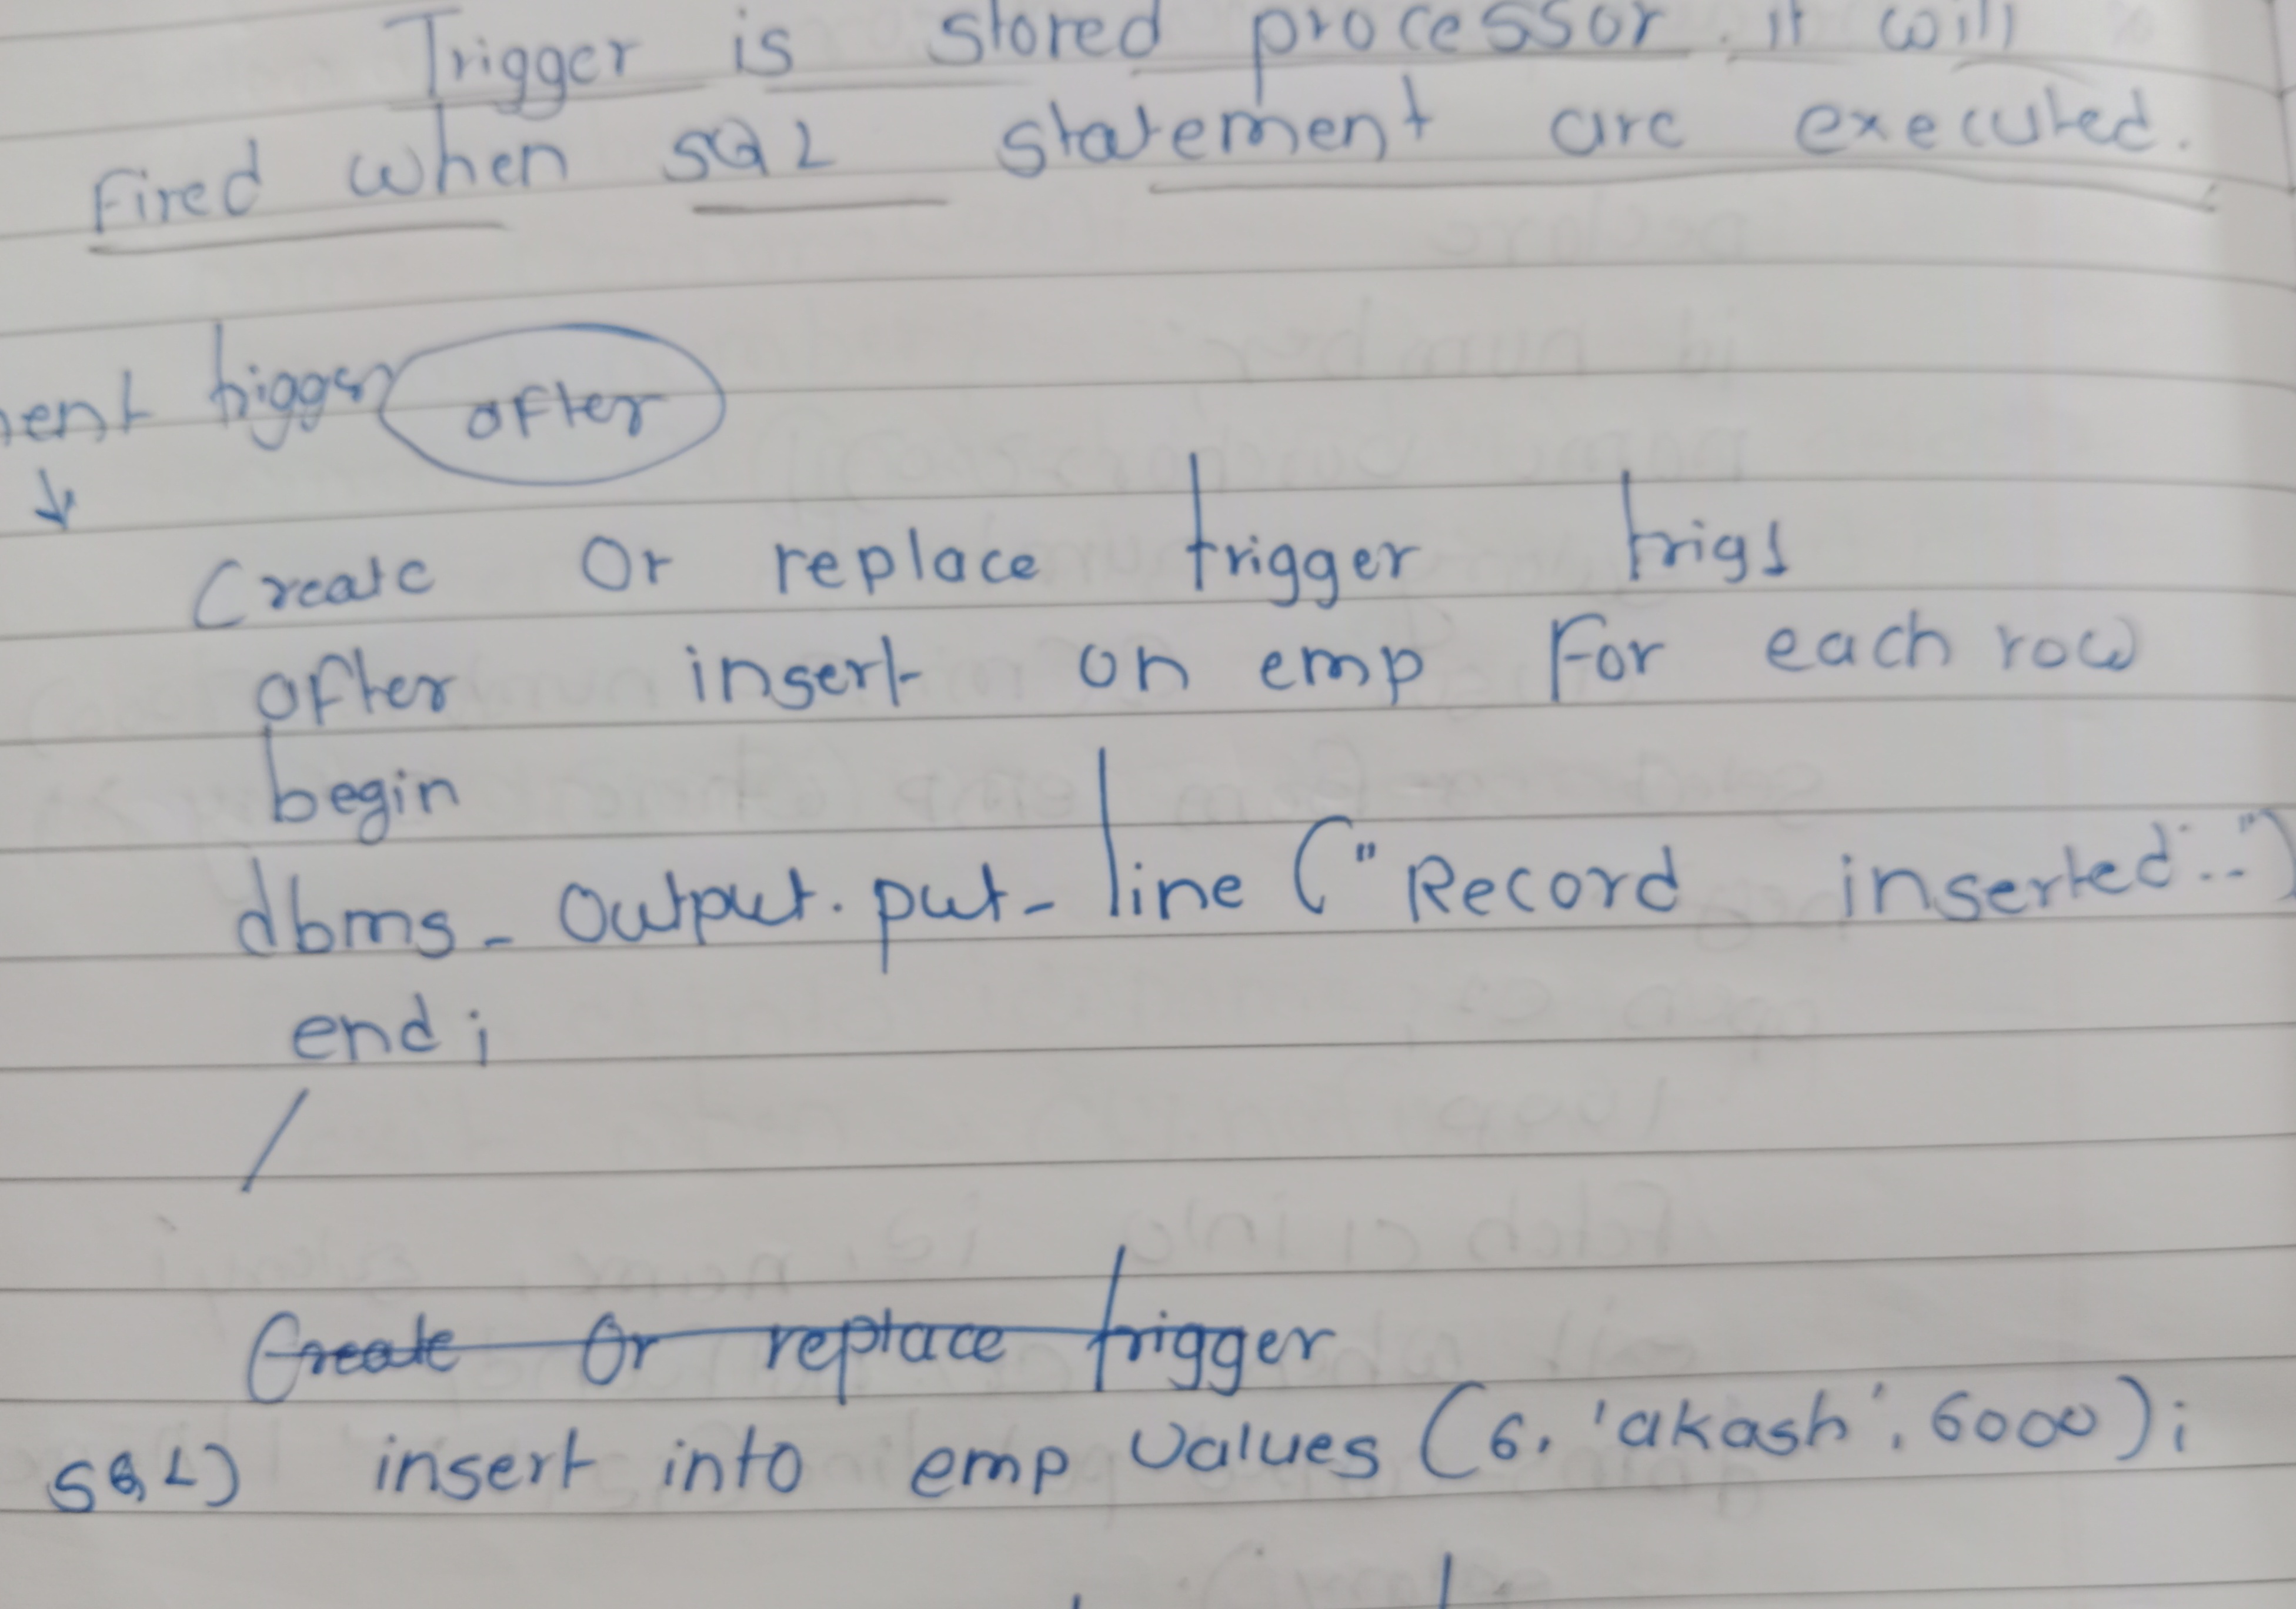 Trigger is stored processor. it will
Fired when SQL statement are executed.
trigger after
↓
Create Or replace trigger trig1
after insert on emp For each row
begin
dbms_Output.put_line ("Record inserted..")
end;
/
Create Or replace trigger
SQL> insert into emp values (6, 'akash', 6000);